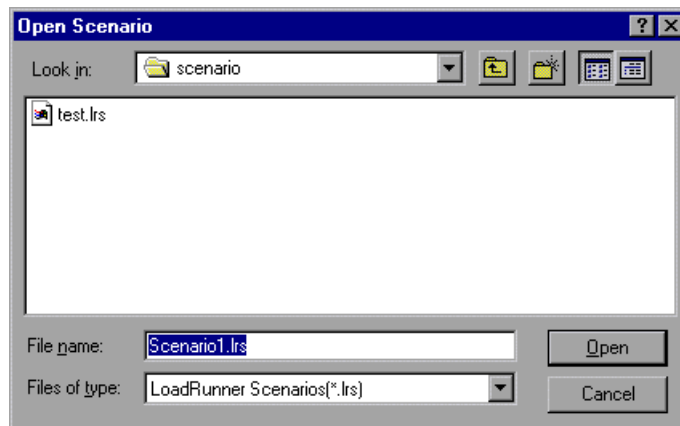 Open Scenario
Look in: scenario
test.lrs
File name: Scenario1.lrs
Open
Files of type: LoadRunner Scenarios(*.lrs)
Cancel